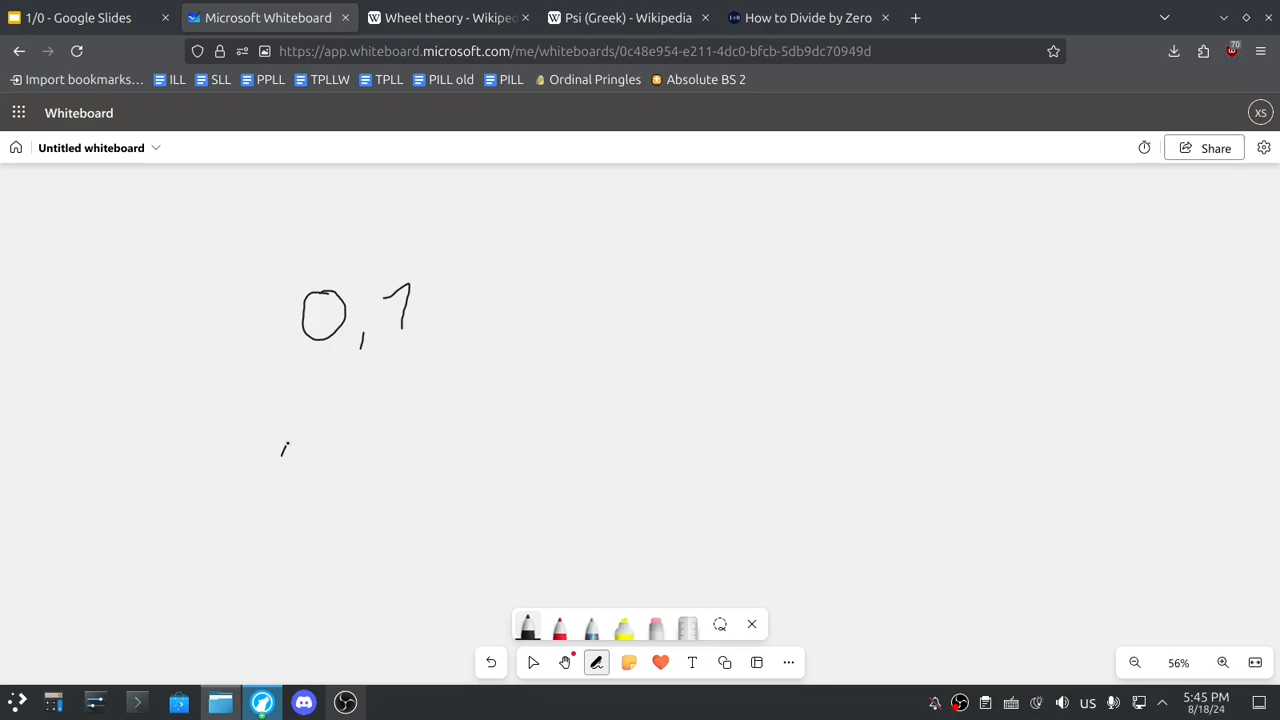 1/0 - Google Slides
Microsoft Whiteboard
Wheel theory - Wikiped
Psi (Greek) - Wikipedia
How to Divide by Zero
https://app.whiteboard.microsoft.com/me/whiteboards/0c48e954-e211-4dc0-bfcb-5db9dc70949d
70
Import bookmarks... ILL SLL PPLL TPLLW TPLL PILL old PILL Ordinal Pringles Absolute BS 2
Whiteboard
XS
Untitled whiteboard
Share
0,1
56%
US
5:45 PM
8/18/24